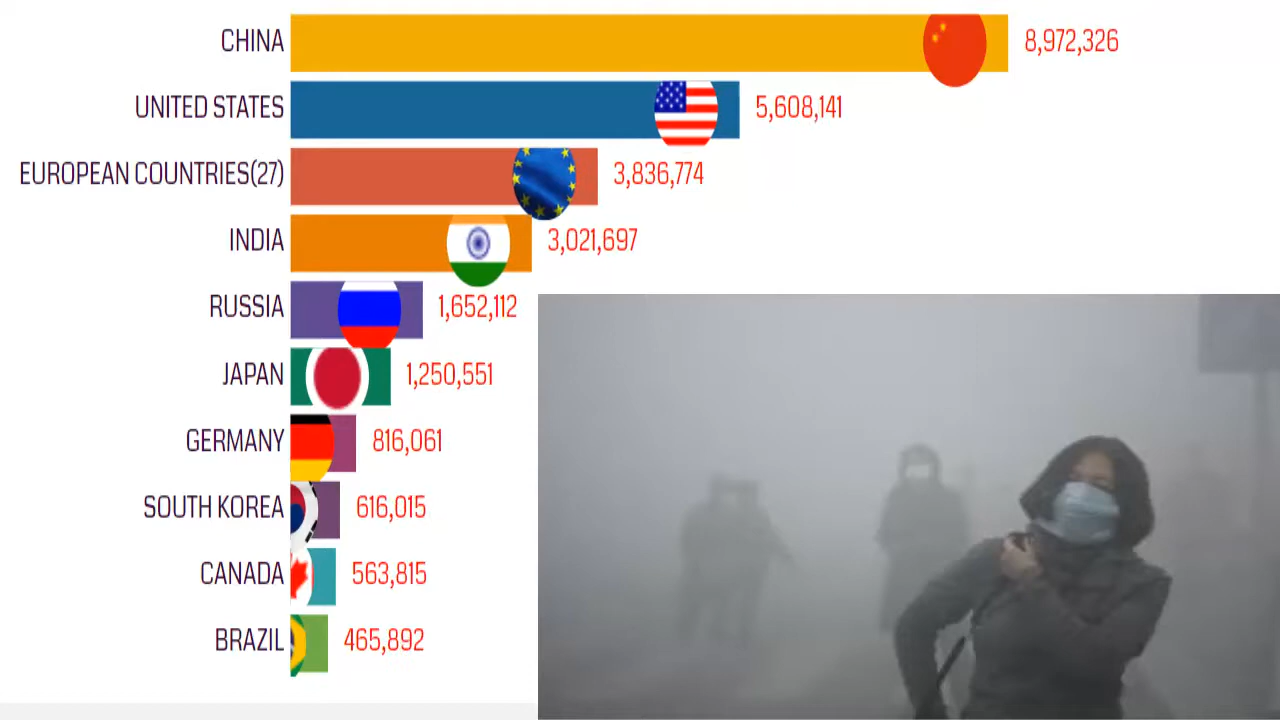 CHINA 8,972,326
UNITED STATES 5,608,141
EUROPEAN COUNTRIES(27) 3,836,774
INDIA 3,021,697
RUSSIA 1,652,112
JAPAN 1,250,551
GERMANY 816,061
SOUTH KOREA 616,015
CANADA 563,815
BRAZIL 465,892